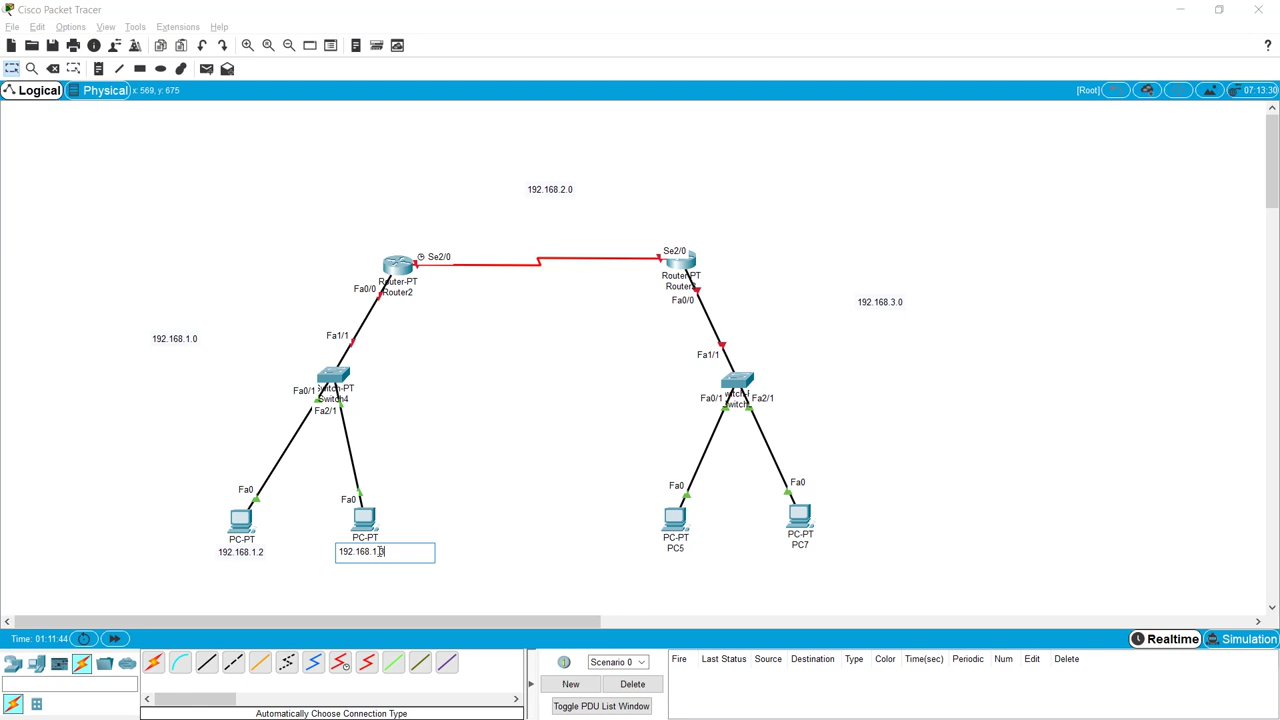 Cisco Packet Tracer
File Edit Options View Tools Extensions Help
?
Logical Physical x: 569, y: 675 [Root] 07:13:30
192.168.2.0
Se2/0 Se2/0
Router-PT
Router2
Router-PT
Fa0/0 Fa0/0
192.168.3.0
192.168.1.0
Fa1/1 Fa1/1
Switch4
Fa0/1 Fa2/1
Fa0/1 Fa2/1
Fa0 Fa0 Fa0 Fa0
PC-PT
192.168.1.2
PC-PT
PC-PT
PC5
PC-PT
PC7
Time: 01:11:44 Realtime Simulation
Scenario 0
New Delete
Toggle PDU List Window
Fire Last Status Source Destination Type Color Time(sec) Periodic Num Edit Delete
Automatically Choose Connection Type